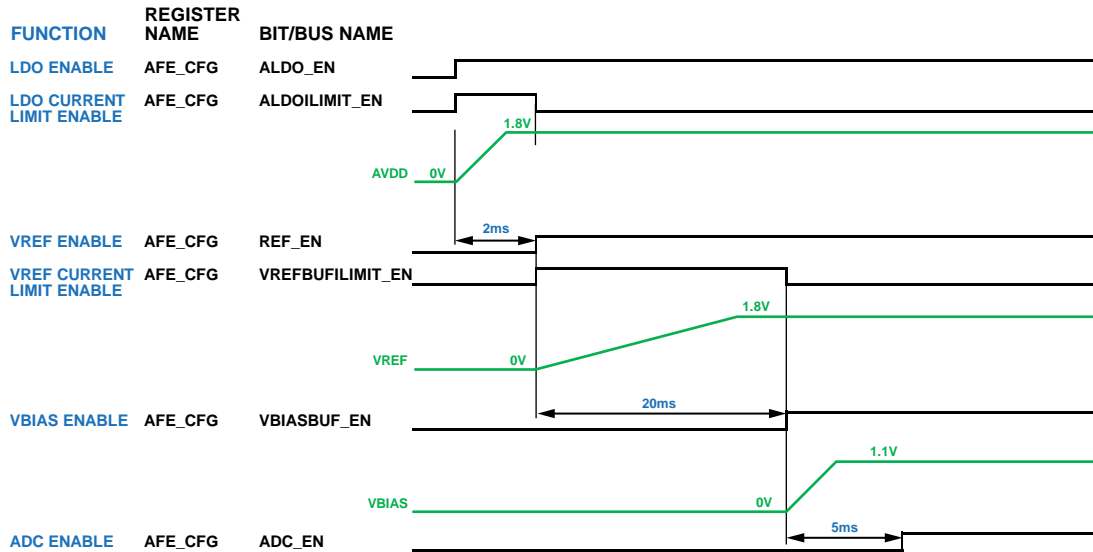 FUNCTION REGISTER NAME BIT/BUS NAME
LDO ENABLE AFE_CFG ALDO_EN
LDO CURRENT LIMIT ENABLE AFE_CFG ALDOILIMIT_EN
1.8V
AVDD 0V
2ms
VREF ENABLE AFE_CFG REF_EN
VREF CURRENT LIMIT ENABLE AFE_CFG VREFBUFILIMIT_EN
1.8V
VREF 0V
20ms
VBIAS ENABLE AFE_CFG VBIASBUF_EN
1.1V
VBIAS 0V
5ms
ADC ENABLE AFE_CFG ADC_EN